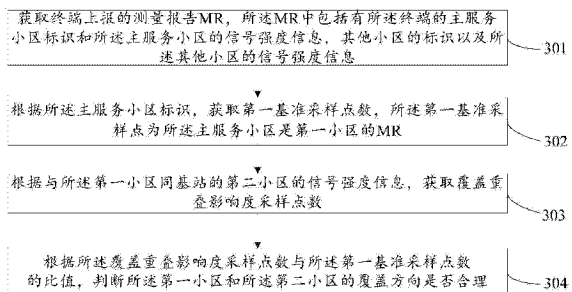 获取终端上报的测量报告MR，所述MR中包括有所述终端的主服务
小区标识和所述主服务小区的信号强度信息，其他小区的标识以及所
述其他小区的信号强度信息
301
根据所述主服务小区标识，获取第一基准采样点数，所述第一基准采
样点为所述主服务小区是第一小区的MR
302
根据与所述第一小区同基站的第二小区的信号强度信息，获取覆盖重
叠影响度采样点数
303
根据所述覆盖重叠影响度采样点数与所述第一基准采样点数
的比值，判断所述第一小区和所述第二小区的覆盖方向是否合理
304